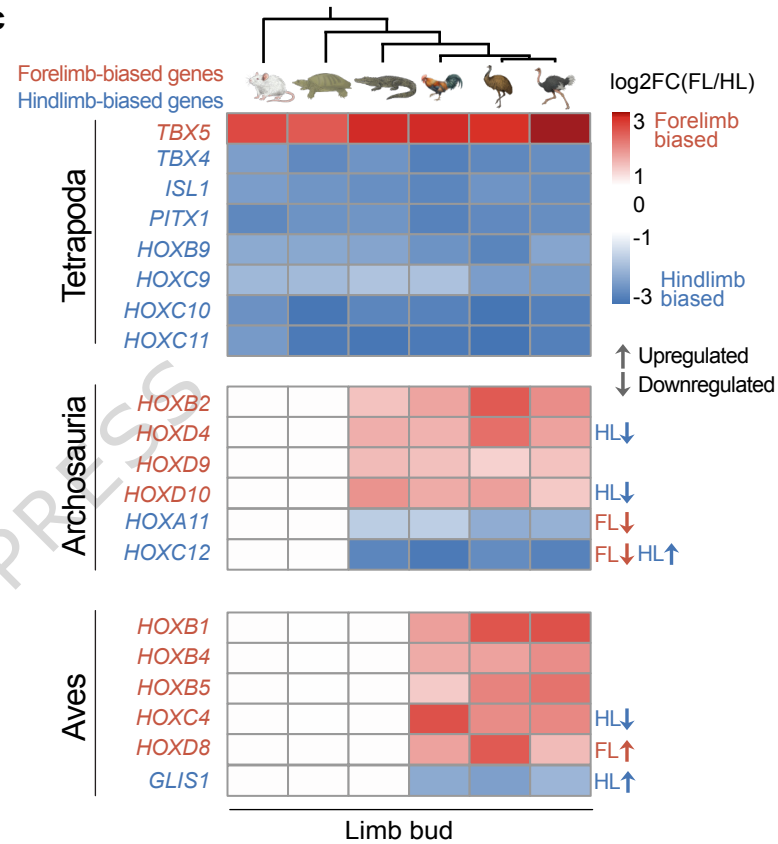 c
Forelimb-biased genes
Hindlimb-biased genes
log2FC(FL/HL)
3 Forelimb
biased
1
0
-1
-3 Hindlimb
biased
↑ Upregulated
↓ Downregulated
Tetrapoda
TBX5
TBX4
ISL1
PITX1
HOXB9
HOXC9
HOXC10
HOXC11
Archosauria
HOXB2
HOXD4 HL↓
HOXD9
HOXD10 HL↓
HOXA11 FL↓
HOXC12 FL↓ HL↑
Aves
HOXB1
HOXB4
HOXB5
HOXC4 HL↓
HOXD8 FL↑
GLIS1 HL↑
Limb bud
PRESS